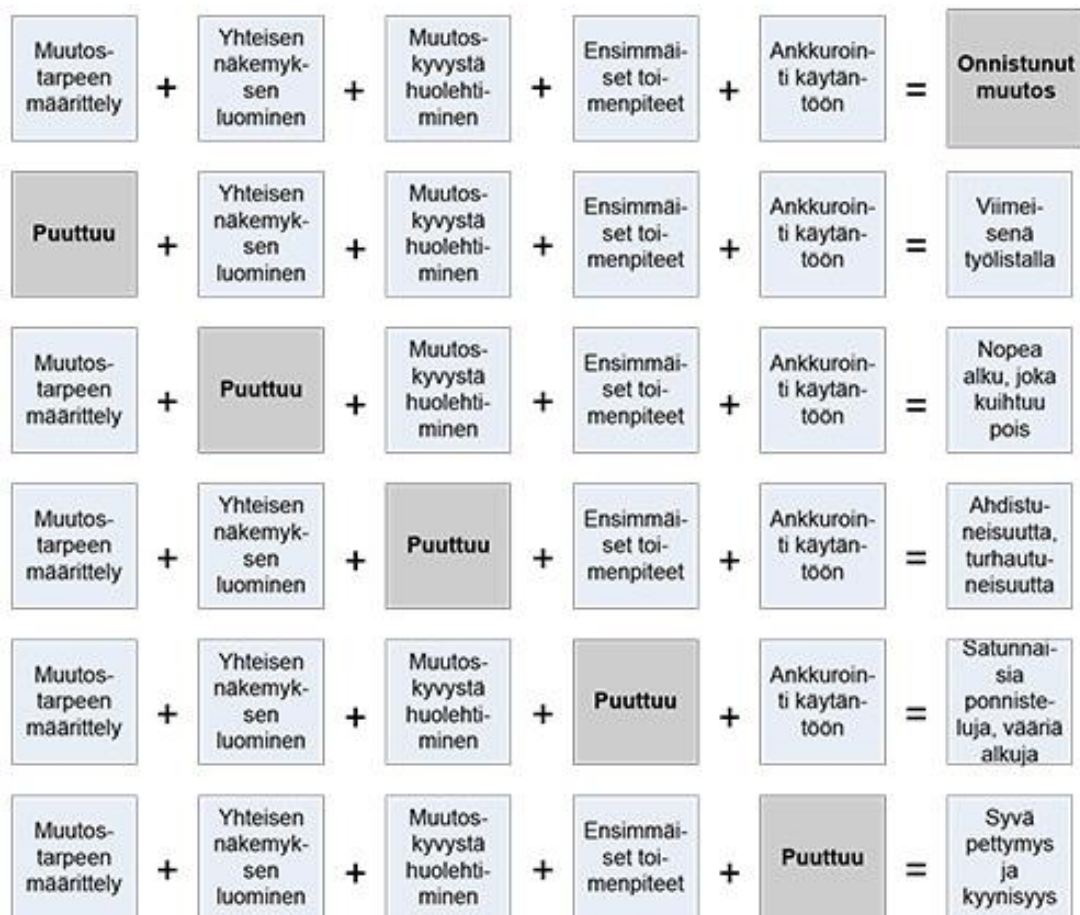 Muutos-
tarpeen
määrittely
+
Yhteisen
näkemyk-
sen
luominen
+
Muutos-
kyvystä
huolehti-
minen
+
Ensimmäi-
set toi-
menpiteet
+
Ankkuroin-
ti käytän-
töön
=
Onnistunut
muutos
Puuttuu
+
Yhteisen
näkemyk-
sen
luominen
+
Muutos-
kyvystä
huolehti-
minen
+
Ensimmäi-
set toi-
menpiteet
+
Ankkuroin-
ti käytän-
töön
=
Viimei-
senä
työlistalla
Muutos-
tarpeen
määrittely
+
Puuttuu
+
Muutos-
kyvystä
huolehti-
minen
+
Ensimmäi-
set toi-
menpiteet
+
Ankkuroin-
ti käytän-
töön
=
Nopea
alku, joka
kuihtuu
pois
Muutos-
tarpeen
määrittely
+
Yhteisen
näkemyk-
sen
luominen
+
Puuttuu
+
Ensimmäi-
set toi-
menpiteet
+
Ankkuroin-
ti käytän-
töön
=
Ahdistu-
neisuutta,
turhautu-
neisuutta
Muutos-
tarpeen
määrittely
+
Yhteisen
näkemyk-
sen
luominen
+
Muutos-
kyvystä
huolehti-
minen
+
Puuttuu
+
Ankkuroin-
ti käytän-
töön
=
Satunnai-
sia
ponniste-
luja, vääriä
alkuja
Muutos-
tarpeen
määrittely
+
Yhteisen
näkemyk-
sen
luominen
+
Muutos-
kyvystä
huolehti-
minen
+
Ensimmäi-
set toi-
menpiteet
+
Puuttuu
=
Syvä
pettymys
ja
kyynisyys